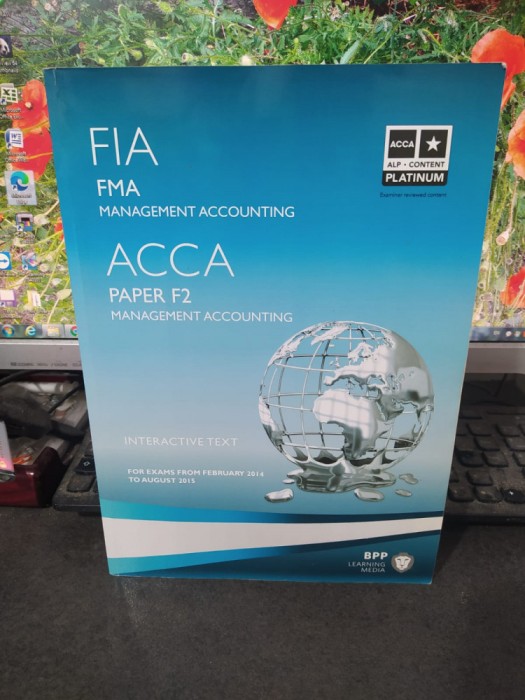 FIA
FMA
MANAGEMENT ACCOUNTING
ACCA
PAPER F2
MANAGEMENT ACCOUNTING
ACCA
ALP • CONTENT
PLATINUM
Examiner reviewed content
INTERACTIVE TEXT
FOR EXAMS FROM FEBRUARY 2014
TO AUGUST 2015
BPP
LEARNING
MEDIA